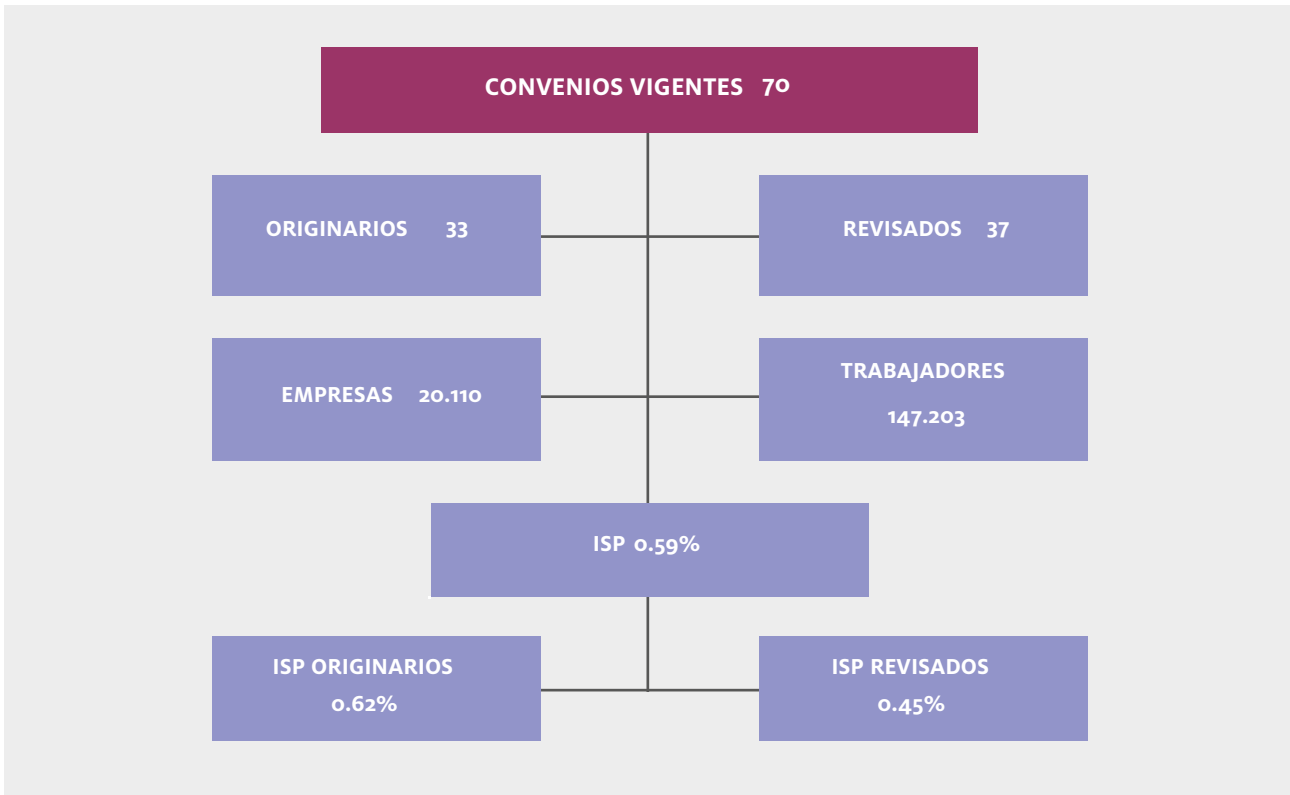 CONVENIOS VIGENTES 70
ORIGINARIOS 33
REVISADOS 37
EMPRESAS 20.110
TRABAJADORES
147.203
ISP 0.59%
ISP ORIGINARIOS
0.62%
ISP REVISADOS
0.45%